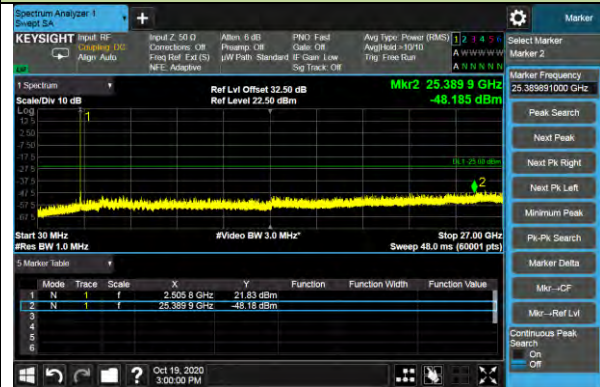 Spectrum Analyzer 1
Swept SA
+
Marker
KEYSIGHT
Input: RF
Coupling: DC
Align: Auto
Input Z: 50 Ω
Corrections: Off
Freq Ref: Ext (S)
NFE: Adaptive
Atten: 6 dB
Preamp: Off
µW Path: Standard
PNO: Fast
Gate: Off
IF Gain: Low
Sig Track: Off
Avg Type: Power (RMS)
Avg|Hold >10/10
Trig: Free Run
1 2 3 4 5 6
A W W W W W
A N N N N N
Select Marker
Marker 2
Marker Frequency
25.389891000 GHz
1 Spectrum
Scale/Div 10 dB
Log
Ref Lvl Offset 32.50 dB
Ref Level 22.50 dBm
Mkr2 25.389 9 GHz
-48.185 dBm
12.5
2.50
-7.50
-17.5
-27.5
-37.5
-47.5
-57.5
-67.5
1
DL1 -25.00 dBm
2
Start 30 MHz
#Res BW 1.0 MHz
#Video BW 3.0 MHz*
Stop 27.00 GHz
Sweep 48.0 ms (60001 pts)
Peak Search
Next Peak
Next Pk Right
Next Pk Left
Minimum Peak
Pk-Pk Search
Marker Delta
Mkr→CF
Mkr→Ref Lvl
Continuous Peak
Search
On
Off
5 Marker Table
Mode Trace Scale X Y Function Function Width Function Value
1 N 1 f 2.505 8 GHz 21.83 dBm
2 N 1 f 25.389 9 GHz -48.18 dBm
3
4
5
6
?
Oct 19, 2020
3:00:00 PM